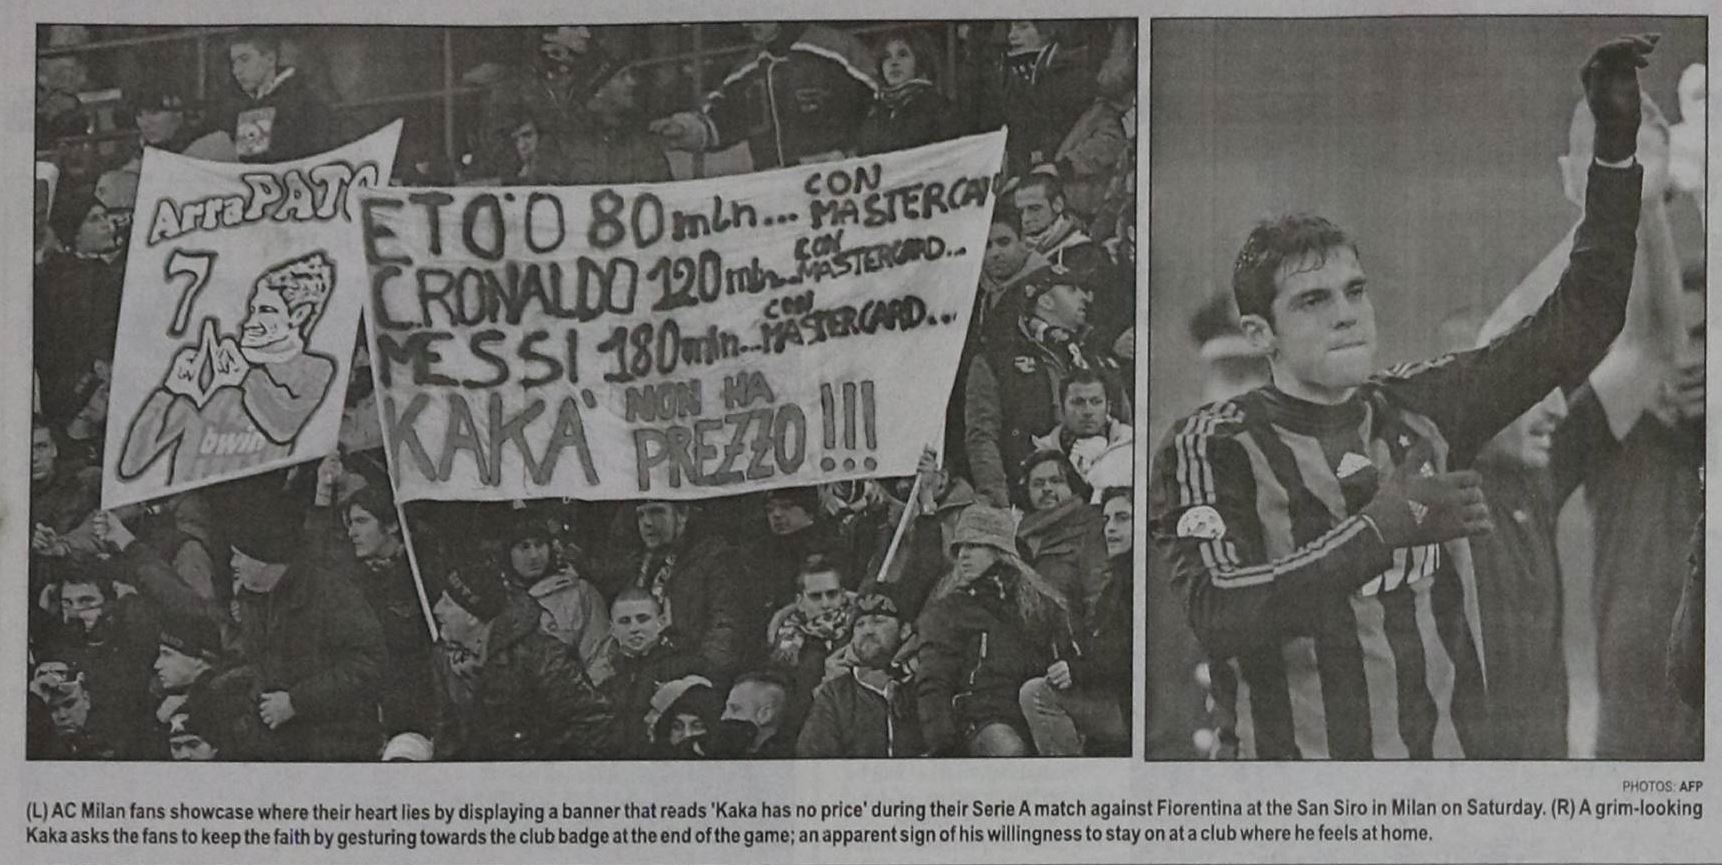 ArraPATO
7
bwin
ETO'O 80 mln... CON MASTERCARD
C.RONALDO 120 mln... CON MASTERCARD...
MESSI 180 mln... CON MASTERCARD...
KAKA' NON HA PREZZO !!!
PHOTOS: AFP
(L) AC Milan fans showcase where their heart lies by displaying a banner that reads 'Kaka has no price' during their Serie A match against Fiorentina at the San Siro in Milan on Saturday. (R) A grim-looking
Kaka asks the fans to keep the faith by gesturing towards the club badge at the end of the game; an apparent sign of his willingness to stay on at a club where he feels at home.